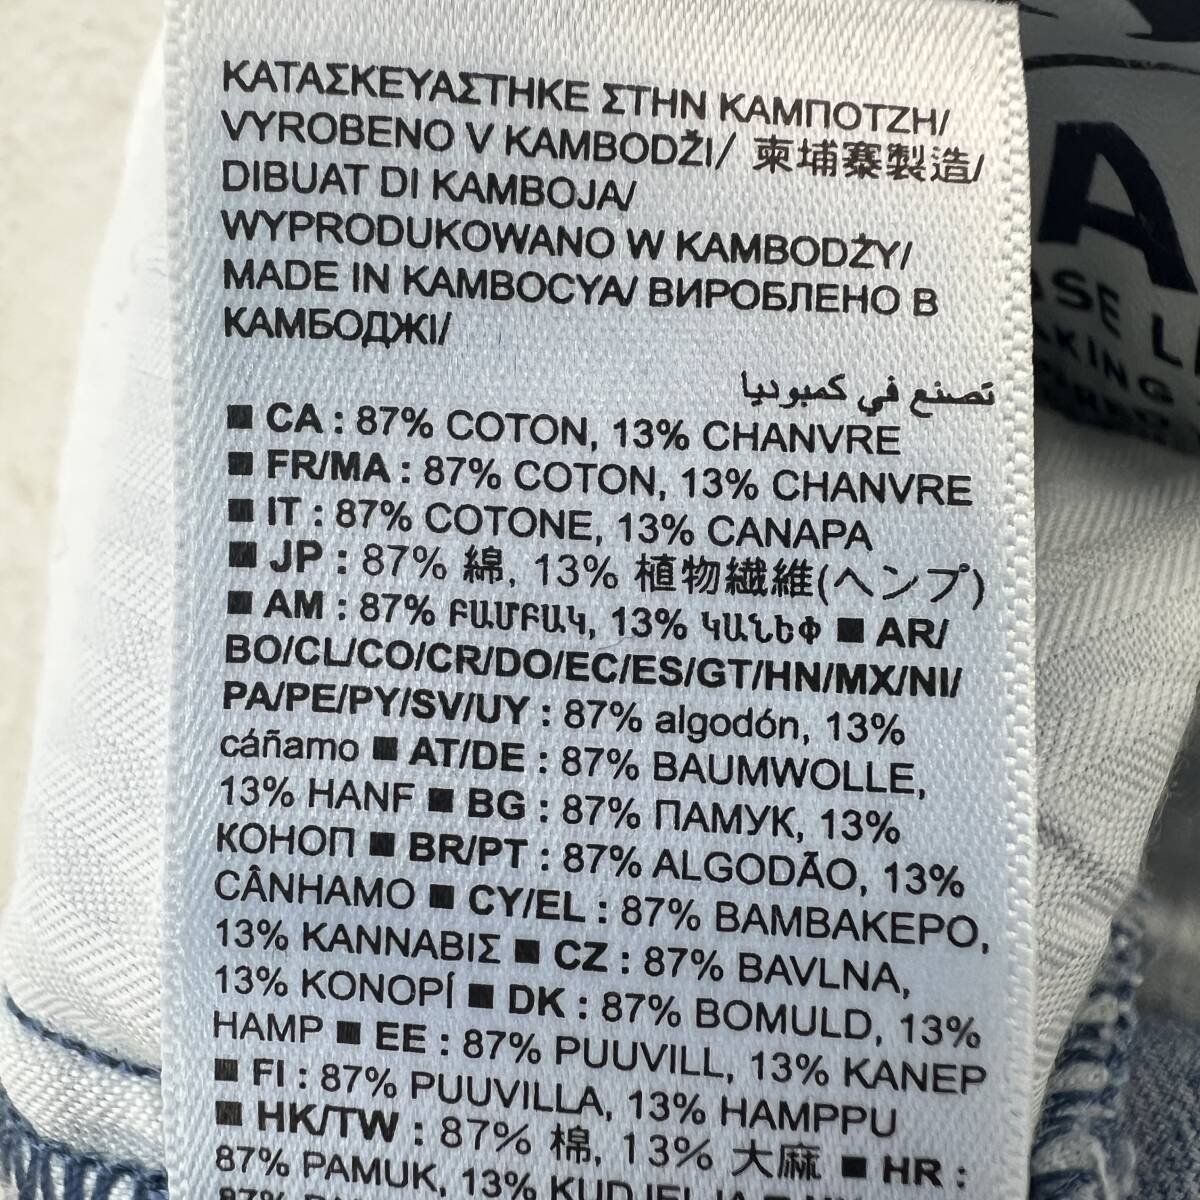 ΚΑΤΑΣΚΕΥΑΣΤΗΚΕ ΣΤΗΝ ΚΑΜΠΟΤΖΗ/
VYROBENO V KAMBODŽI/ 柬埔寨製造/
DIBUAT DI KAMBOJA/
WYPRODUKOWANO W KAMBODŻY/
MADE IN KAMBOCYA/ ВИРОБЛЕНО В
КАМБОДЖІ/
تصنع في كمبوديا
■ CA : 87% COTON, 13% CHANVRE
■ FR/MA : 87% COTON, 13% CHANVRE
■ IT : 87% COTONE, 13% CANAPA
■ JP : 87% 綿, 13% 植物繊維(ヘンプ)
■ AM : 87% ԲԱՄԲԱԿ, 13% ԿԱՆԵՓ ■ AR/
BO/CL/CO/CR/DO/EC/ES/GT/HN/MX/NI/
PA/PE/PY/SV/UY : 87% algodón, 13%
cáñamo ■ AT/DE : 87% BAUMWOLLE,
13% HANF ■ BG : 87% ПАМУК, 13%
КОНОП ■ BR/PT : 87% ALGODÃO, 13%
CÂNHAMO ■ CY/EL : 87% ΒΑΜΒΑΚΕΡΟ,
13% ΚΑΝΝΑΒΙΣ ■ CZ : 87% BAVLNA,
13% KONOPÍ ■ DK : 87% BOMULD, 13%
HAMP ■ EE : 87% PUUVILL, 13% KANEP
■ FI : 87% PUUVILLA, 13% HAMPPU
■ HK/TW : 87% 棉, 13% 大麻 ■ HR :
87% PAMUK, 13%